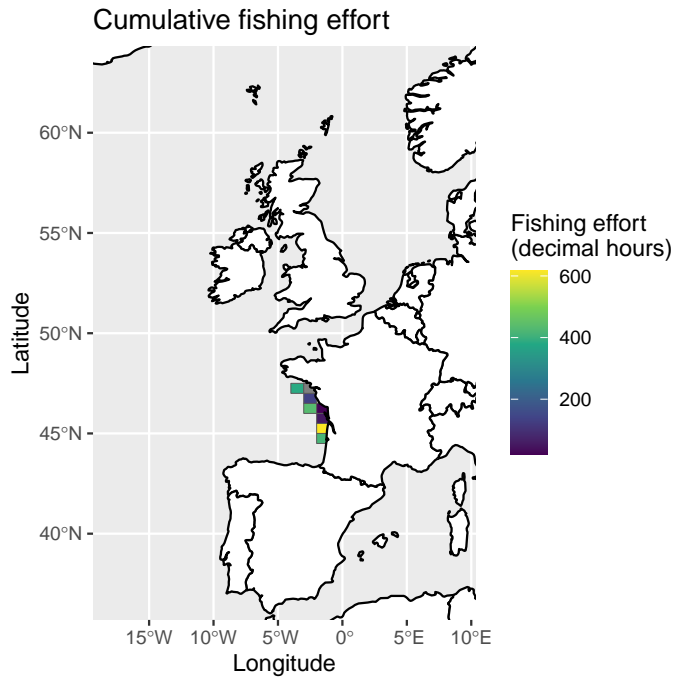 Cumulative fishing effort
60°N
55°N
50°N
45°N
40°N
Latitude
15°W 10°W 5°W 0° 5°E 10°E
Longitude
Fishing effort
(decimal hours)
600
400
200